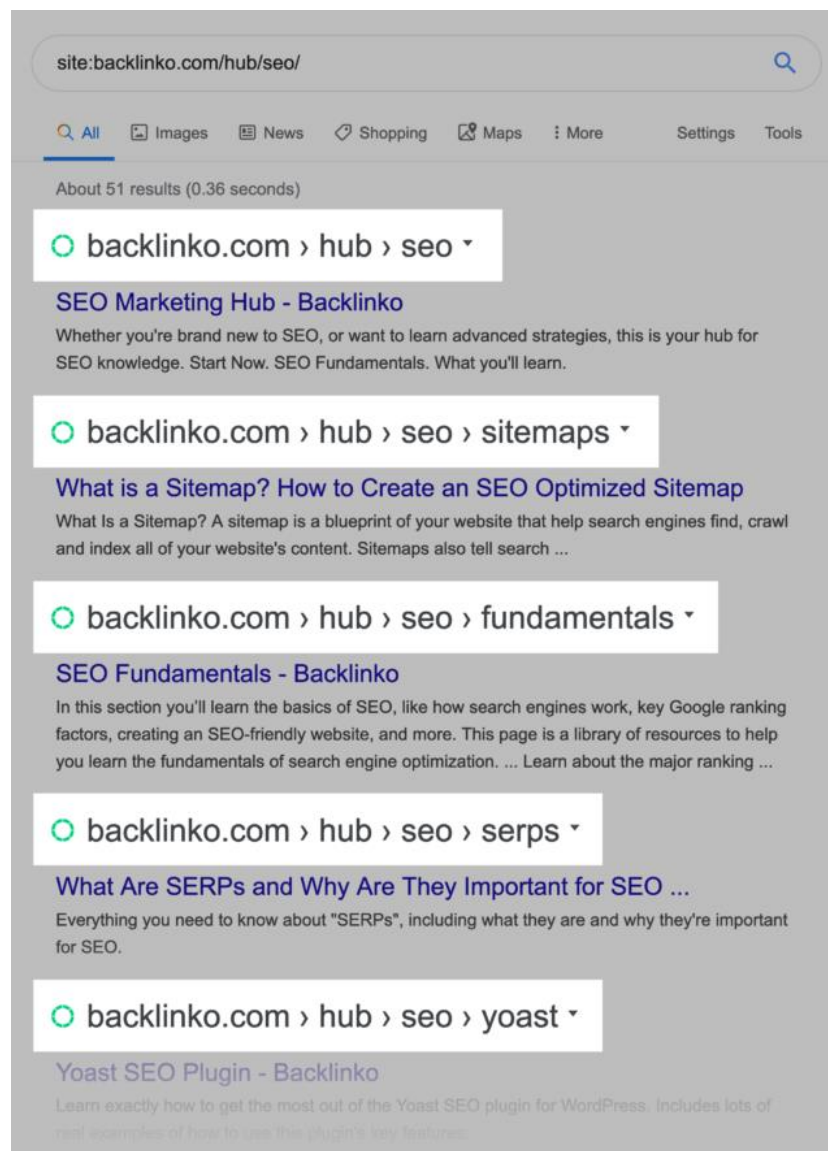 site:backlinko.com/hub/seo/
All Images News Shopping Maps More Settings Tools
About 51 results (0.36 seconds)
backlinko.com › hub › seo
SEO Marketing Hub - Backlinko
Whether you're brand new to SEO, or want to learn advanced strategies, this is your hub for
SEO knowledge. Start Now. SEO Fundamentals. What you'll learn.
backlinko.com › hub › seo › sitemaps
What is a Sitemap? How to Create an SEO Optimized Sitemap
What Is a Sitemap? A sitemap is a blueprint of your website that help search engines find, crawl
and index all of your website's content. Sitemaps also tell search ...
backlinko.com › hub › seo › fundamentals
SEO Fundamentals - Backlinko
In this section you'll learn the basics of SEO, like how search engines work, key Google ranking
factors, creating an SEO-friendly website, and more. This page is a library of resources to help
you learn the fundamentals of search engine optimization. ... Learn about the major ranking ...
backlinko.com › hub › seo › serps
What Are SERPs and Why Are They Important for SEO ...
Everything you need to know about "SERPs", including what they are and why they're important
for SEO.
backlinko.com › hub › seo › yoast
Yoast SEO Plugin - Backlinko
Learn exactly how to get the most out of the Yoast SEO plugin for WordPress. Includes lots of
real examples of how to use this plugin's key features.